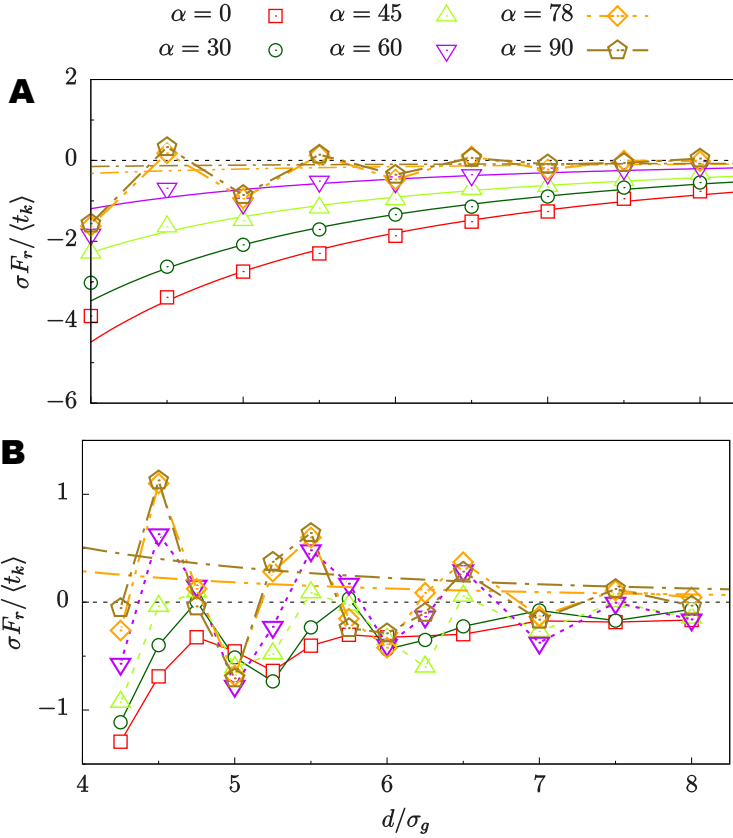 α = 0 α = 45 α = 78
α = 30 α = 60 α = 90
A
2
0
−2
−4
−6
σF_r/⟨t_k⟩
B
1
0
−1
σF_r/⟨t_k⟩
4 5 6 7 8
d/σ_g